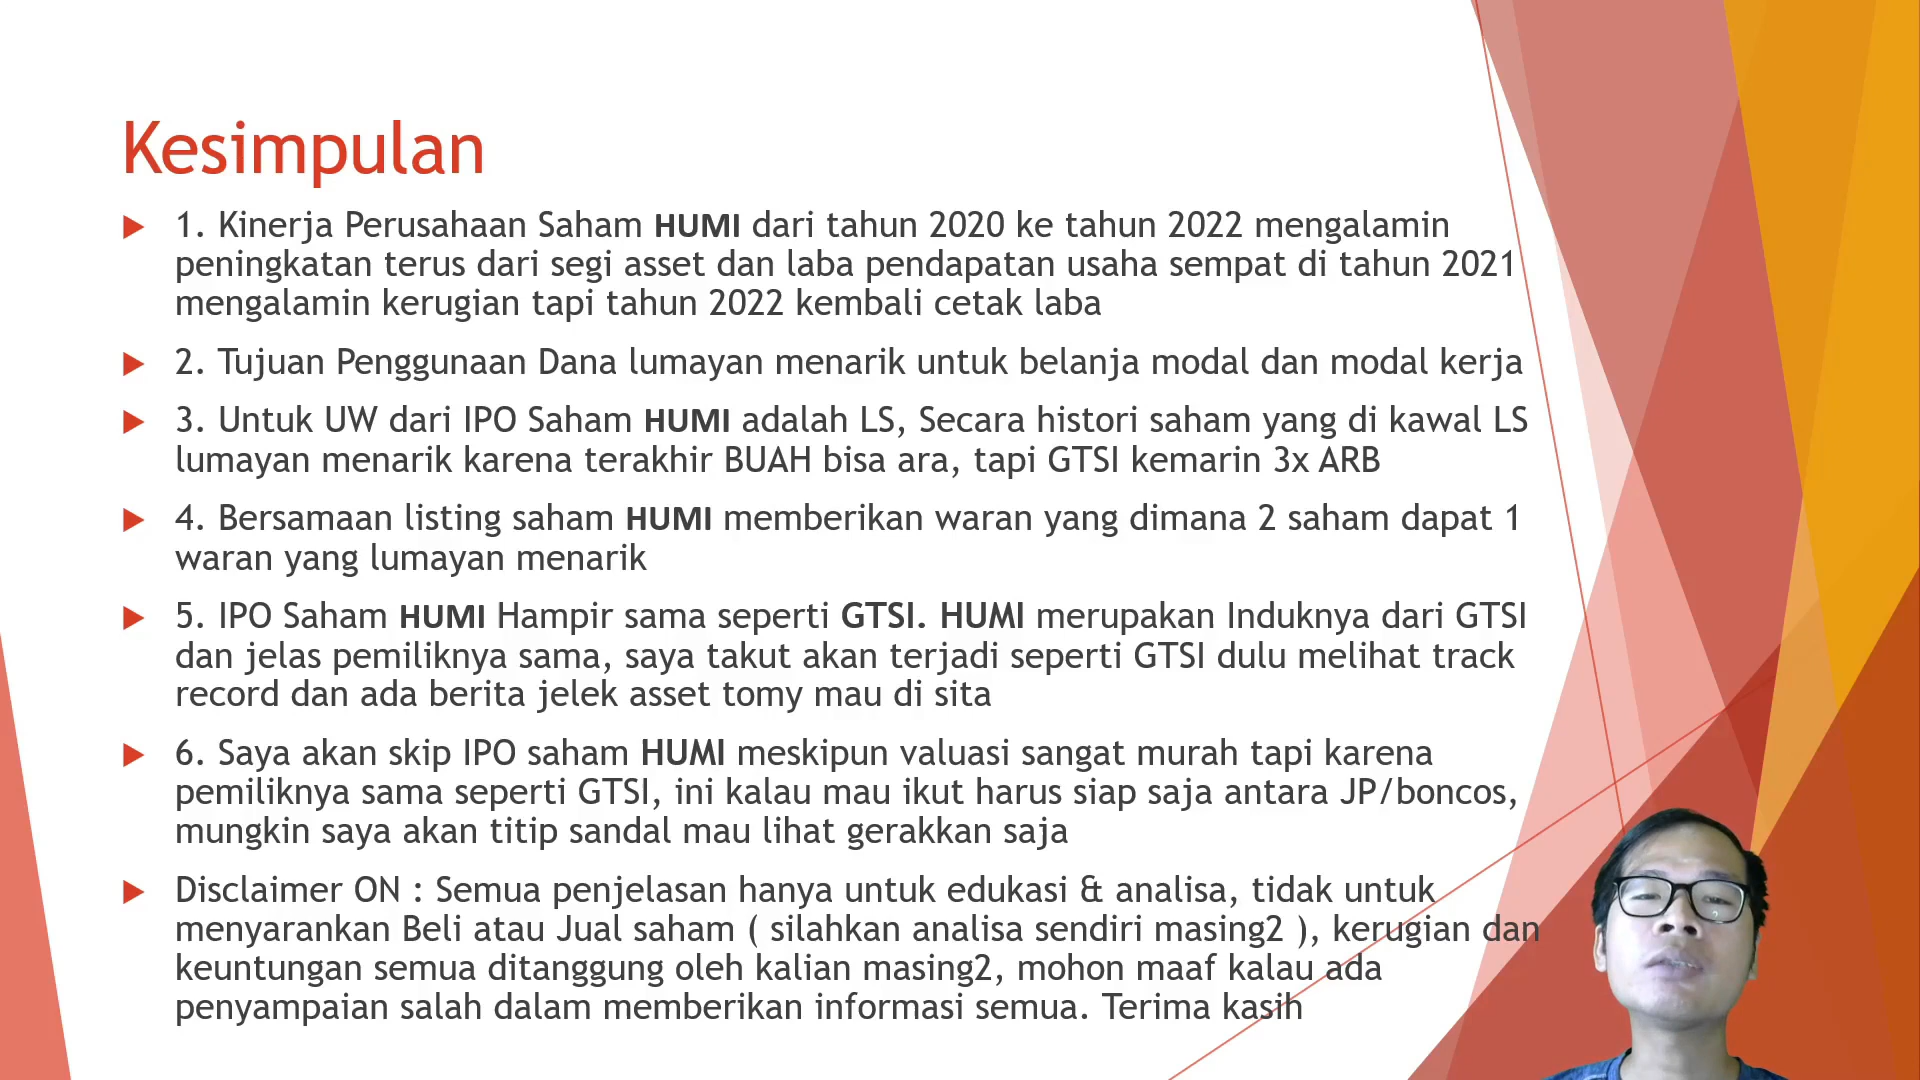 Kesimpulan
1. Kinerja Perusahaan Saham HUMI dari tahun 2020 ke tahun 2022 mengalamin
peningkatan terus dari segi asset dan laba pendapatan usaha sempat di tahun 2021
mengalamin kerugian tapi tahun 2022 kembali cetak laba
2. Tujuan Penggunaan Dana lumayan menarik untuk belanja modal dan modal kerja
3. Untuk UW dari IPO Saham HUMI adalah LS, Secara histori saham yang di kawal LS
lumayan menarik karena terakhir BUAH bisa ara, tapi GTSI kemarin 3x ARB
4. Bersamaan listing saham HUMI memberikan waran yang dimana 2 saham dapat 1
waran yang lumayan menarik
5. IPO Saham HUMI Hampir sama seperti GTSI. HUMI merupakan Induknya dari GTSI
dan jelas pemiliknya sama, saya takut akan terjadi seperti GTSI dulu melihat track
record dan ada berita jelek asset tomy mau di sita
6. Saya akan skip IPO saham HUMI meskipun valuasi sangat murah tapi karena
pemiliknya sama seperti GTSI, ini kalau mau ikut harus siap saja antara JP/boncos,
mungkin saya akan titip sandal mau lihat gerakkan saja
Disclaimer ON : Semua penjelasan hanya untuk edukasi & analisa, tidak untuk
menyarankan Beli atau Jual saham ( silahkan analisa sendiri masing2 ), kerugian dan
keuntungan semua ditanggung oleh kalian masing2, mohon maaf kalau ada
penyampaian salah dalam memberikan informasi semua. Terima kasih